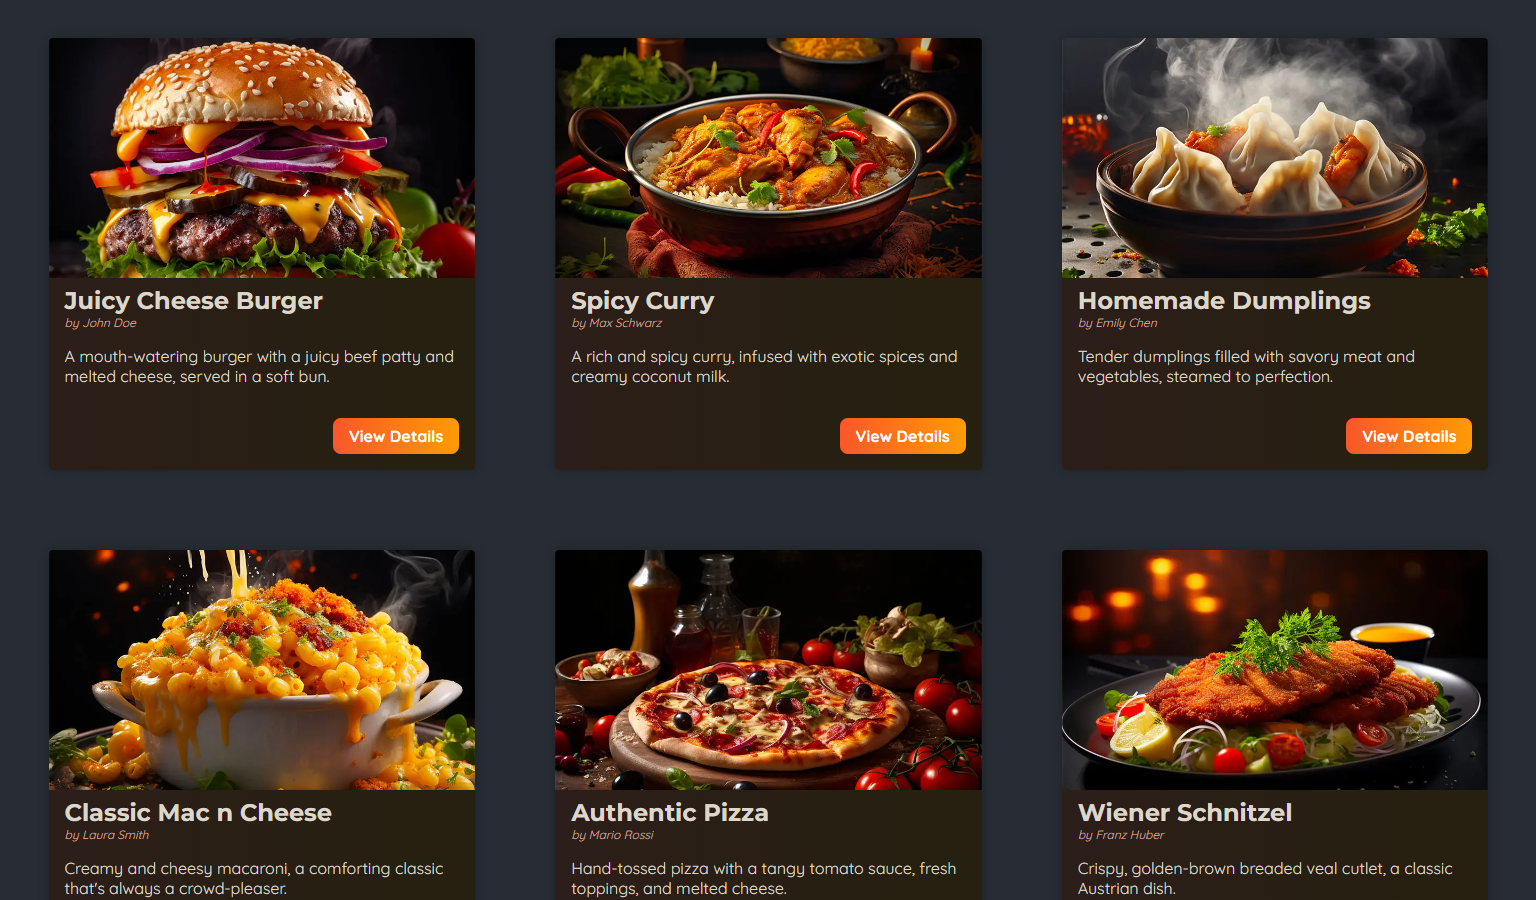 Juicy Cheese Burger
by John Doe
A mouth-watering burger with a juicy beef patty and
melted cheese, served in a soft bun.
View Details
Spicy Curry
by Max Schwarz
A rich and spicy curry, infused with exotic spices and
creamy coconut milk.
View Details
Homemade Dumplings
by Emily Chen
Tender dumplings filled with savory meat and
vegetables, steamed to perfection.
View Details
Classic Mac n Cheese
by Laura Smith
Creamy and cheesy macaroni, a comforting classic
that's always a crowd-pleaser.
Authentic Pizza
by Mario Rossi
Hand-tossed pizza with a tangy tomato sauce, fresh
toppings, and melted cheese.
Wiener Schnitzel
by Franz Huber
Crispy, golden-brown breaded veal cutlet, a classic
Austrian dish.